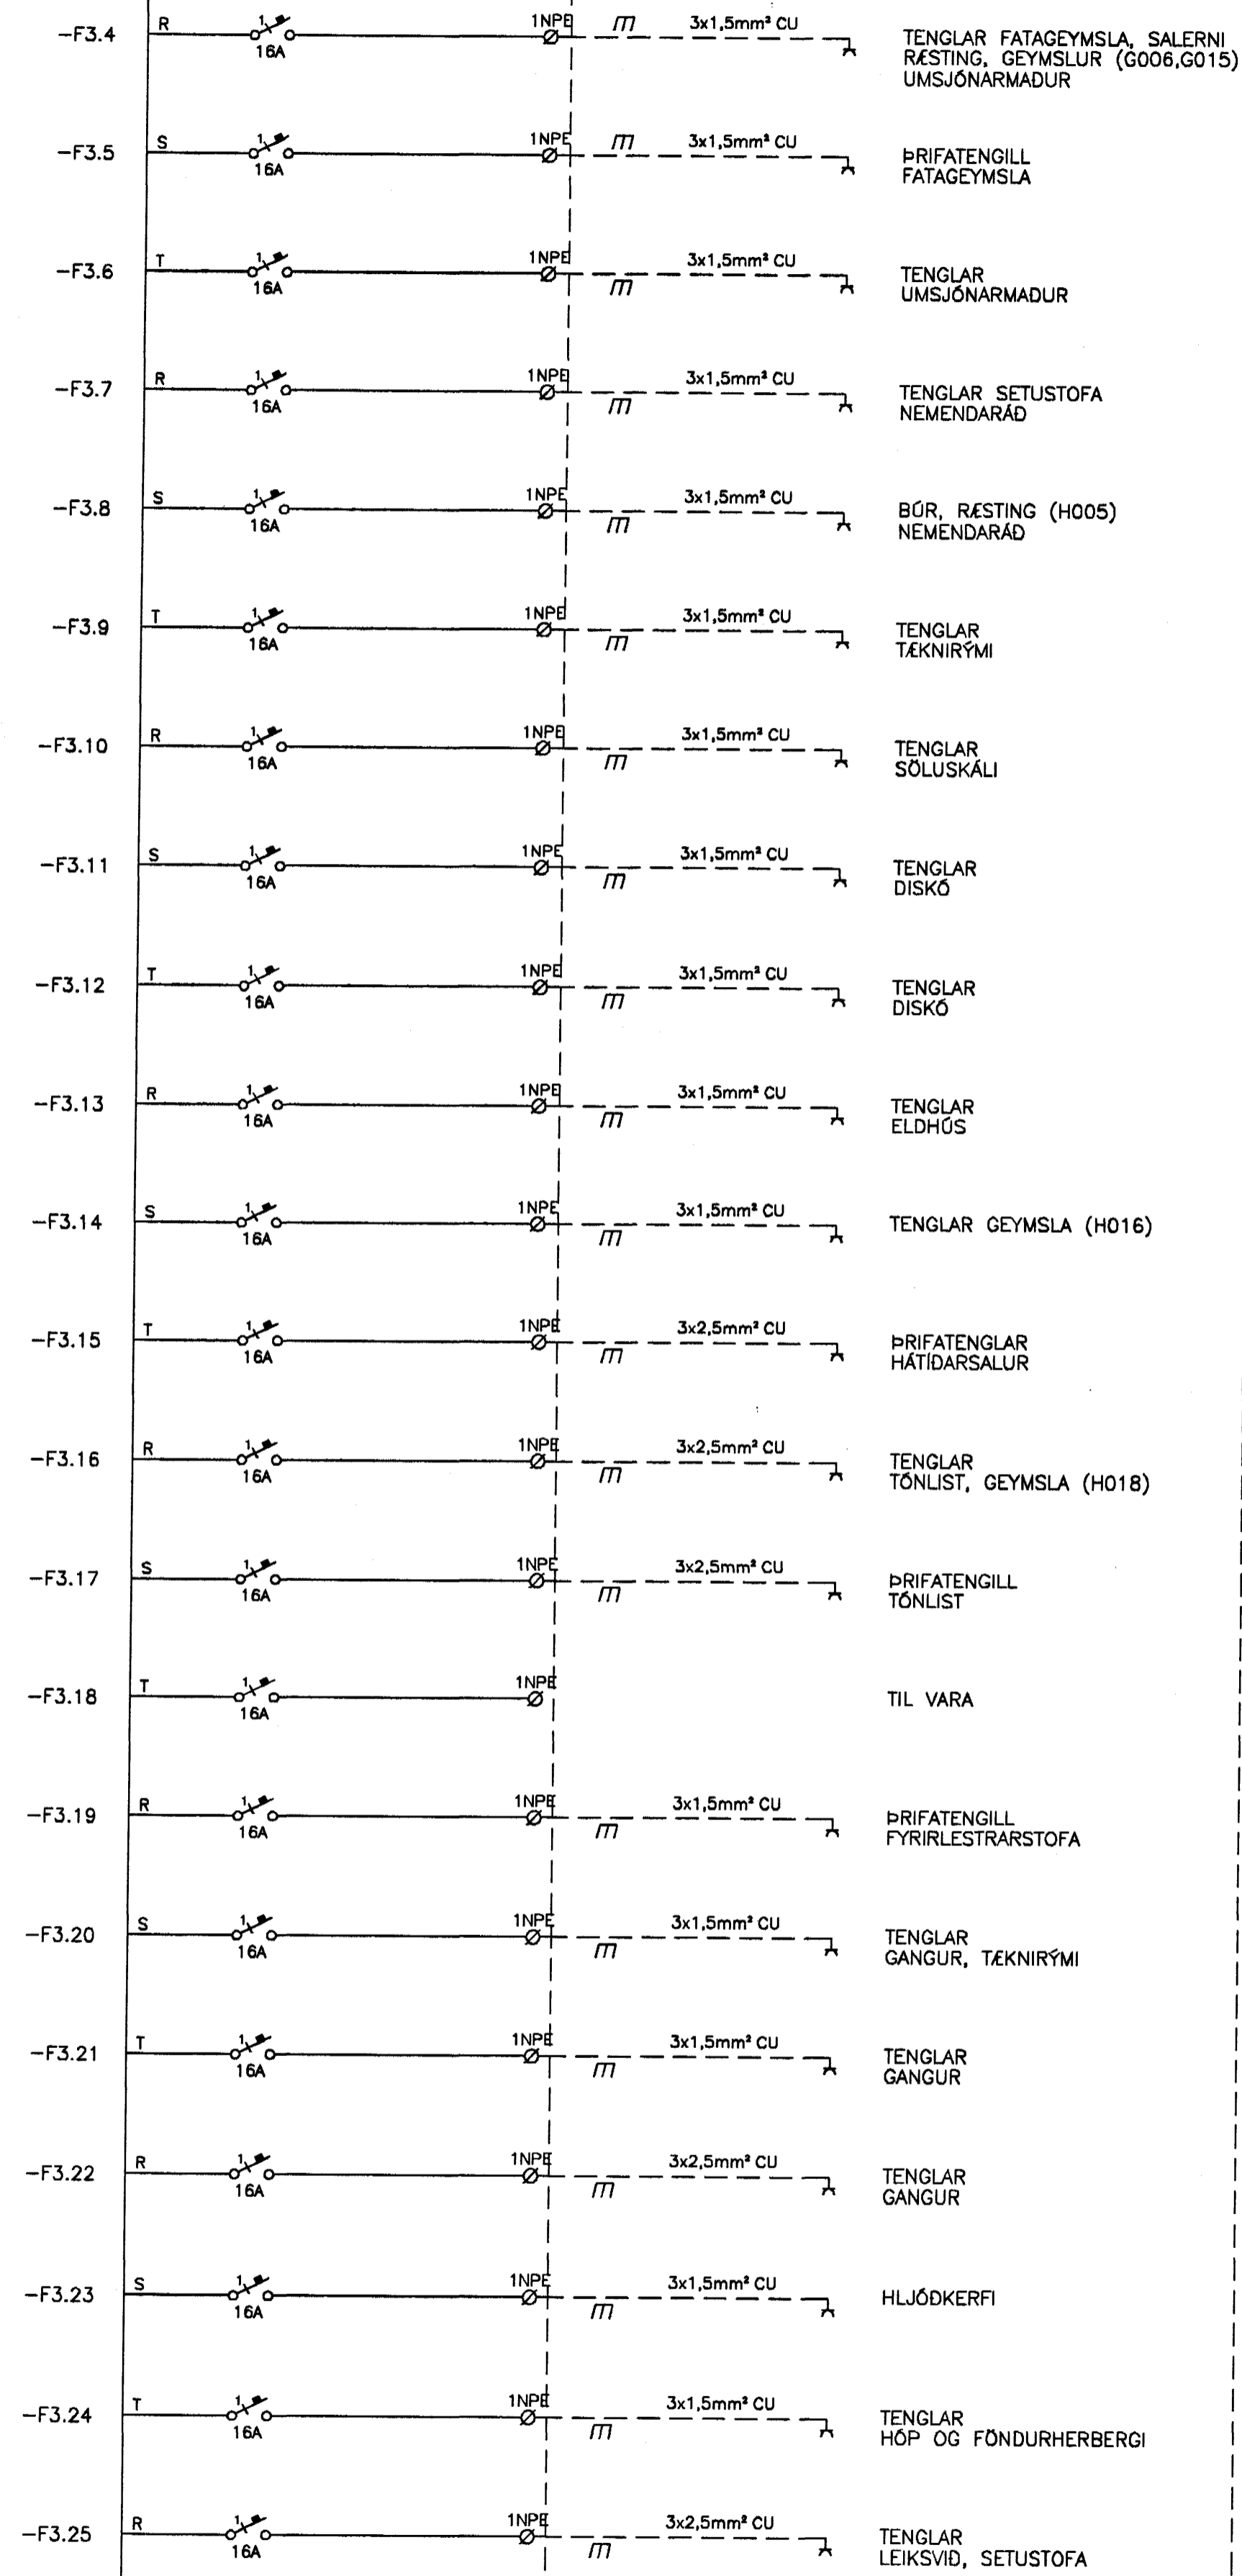 -F3.4 R 1 16A 1NPE 3x1,5mm² CU TENGLAR FATAGEYMSLA, SALERNI
RÆSTING, GEYMSLUR (G006,G015)
UMSJÓNARMAÐUR
-F3.5 S 1 16A 1NPE 3x1,5mm² CU ÞRIFATENGILL
FATAGEYMSLA
-F3.6 T 1 16A 1NPE 3x1,5mm² CU TENGLAR
UMSJÓNARMAÐUR
-F3.7 R 1 16A 1NPE 3x1,5mm² CU TENGLAR SETUSTOFA
NEMENDARÁÐ
-F3.8 S 1 16A 1NPE 3x1,5mm² CU BÚR, RÆSTING (H005)
NEMENDARÁÐ
-F3.9 T 1 16A 1NPE 3x1,5mm² CU TENGLAR
TÆKNIRÝMI
-F3.10 R 1 16A 1NPE 3x1,5mm² CU TENGLAR
SÖLUSKÁLI
-F3.11 S 1 16A 1NPE 3x1,5mm² CU TENGLAR
DISKÓ
-F3.12 T 1 16A 1NPE 3x1,5mm² CU TENGLAR
DISKÓ
-F3.13 R 1 16A 1NPE 3x1,5mm² CU TENGLAR
ELDHÚS
-F3.14 S 1 16A 1NPE 3x1,5mm² CU TENGLAR GEYMSLA (H016)
-F3.15 T 1 16A 1NPE 3x2,5mm² CU ÞRIFATENGLAR
HÁTÍÐARSALUR
-F3.16 R 1 16A 1NPE 3x2,5mm² CU TENGLAR
TÓNLIST, GEYMSLA (H018)
-F3.17 S 1 16A 1NPE 3x2,5mm² CU ÞRIFATENGILL
TÓNLIST
-F3.18 T 1 16A 1NPE TIL VARA
-F3.19 R 1 16A 1NPE 3x1,5mm² CU ÞRIFATENGILL
FYRIRLESTRARSTOFA
-F3.20 S 1 16A 1NPE 3x1,5mm² CU TENGLAR
GANGUR, TÆKNIRÝMI
-F3.21 T 1 16A 1NPE 3x1,5mm² CU TENGLAR
GANGUR
-F3.22 R 1 16A 1NPE 3x2,5mm² CU TENGLAR
GANGUR
-F3.23 S 1 16A 1NPE 3x1,5mm² CU HLJÓÐKERFI
-F3.24 T 1 16A 1NPE 3x1,5mm² CU TENGLAR
HÓP OG FÖNDURHERBERGI
-F3.25 R 1 16A 1NPE 3x2,5mm² CU TENGLAR
LEIKSVIÐ, SETUSTOFA